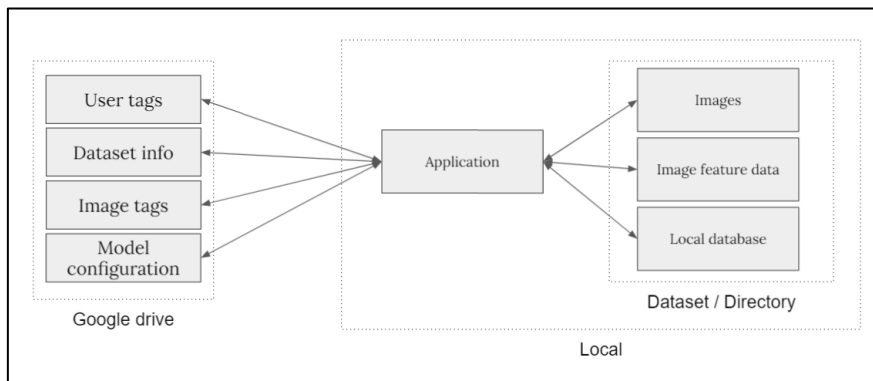 User tags
Dataset info
Image tags
Model
configuration
Google drive
Application
Images
Image feature data
Local database
Dataset / Directory
Local